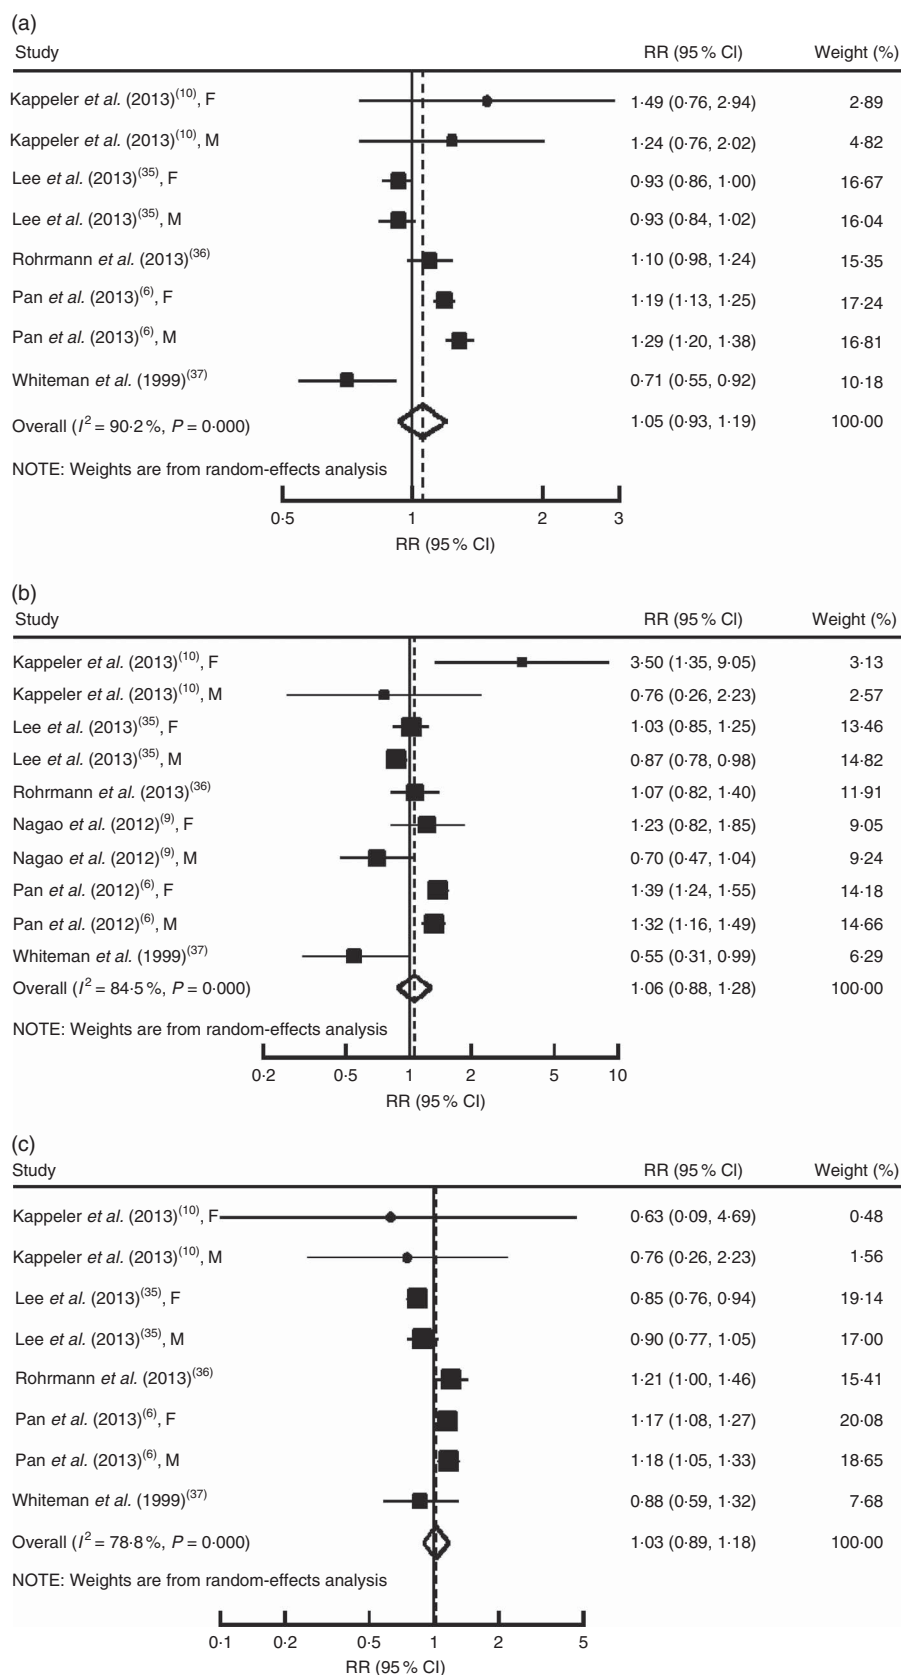 (a)
Study RR (95 % CI) Weight (%)
Kappeler et al. (2013)(10), F 1·49 (0·76, 2·94) 2·89
Kappeler et al. (2013)(10), M 1·24 (0·76, 2·02) 4·82
Lee et al. (2013)(35), F 0·93 (0·86, 1·00) 16·67
Lee et al. (2013)(35), M 0·93 (0·84, 1·02) 16·04
Rohrmann et al. (2013)(36) 1·10 (0·98, 1·24) 15·35
Pan et al. (2013)(6), F 1·19 (1·13, 1·25) 17·24
Pan et al. (2013)(6), M 1·29 (1·20, 1·38) 16·81
Whiteman et al. (1999)(37) 0·71 (0·55, 0·92) 10·18
Overall (I2 = 90·2 %, P = 0·000) 1·05 (0·93, 1·19) 100·00
NOTE: Weights are from random-effects analysis
0·5 1 2 3
RR (95 % CI)
(b)
Study RR (95 % CI) Weight (%)
Kappeler et al. (2013)(10), F 3·50 (1·35, 9·05) 3·13
Kappeler et al. (2013)(10), M 0·76 (0·26, 2·23) 2·57
Lee et al. (2013)(35), F 1·03 (0·85, 1·25) 13·46
Lee et al. (2013)(35), M 0·87 (0·78, 0·98) 14·82
Rohrmann et al. (2013)(36) 1·07 (0·82, 1·40) 11·91
Nagao et al. (2012)(9), F 1·23 (0·82, 1·85) 9·05
Nagao et al. (2012)(9), M 0·70 (0·47, 1·04) 9·24
Pan et al. (2012)(6), F 1·39 (1·24, 1·55) 14·18
Pan et al. (2012)(6), M 1·32 (1·16, 1·49) 14·66
Whiteman et al. (1999)(37) 0·55 (0·31, 0·99) 6·29
Overall (I2 = 84·5 %, P = 0·000) 1·06 (0·88, 1·28) 100·00
NOTE: Weights are from random-effects analysis
0·2 0·5 1 2 5 10
RR (95 % CI)
(c)
Study RR (95 % CI) Weight (%)
Kappeler et al. (2013)(10), F 0·63 (0·09, 4·69) 0·48
Kappeler et al. (2013)(10), M 0·76 (0·26, 2·23) 1·56
Lee et al. (2013)(35), F 0·85 (0·76, 0·94) 19·14
Lee et al. (2013)(35), M 0·90 (0·77, 1·05) 17·00
Rohrmann et al. (2013)(36) 1·21 (1·00, 1·46) 15·41
Pan et al. (2013)(6), F 1·17 (1·08, 1·27) 20·08
Pan et al. (2013)(6), M 1·18 (1·05, 1·33) 18·65
Whiteman et al. (1999)(37) 0·88 (0·59, 1·32) 7·68
Overall (I2 = 78·8 %, P = 0·000) 1·03 (0·89, 1·18) 100·00
NOTE: Weights are from random-effects analysis
0·1 0·2 0·5 1 2 5
RR (95 % CI)